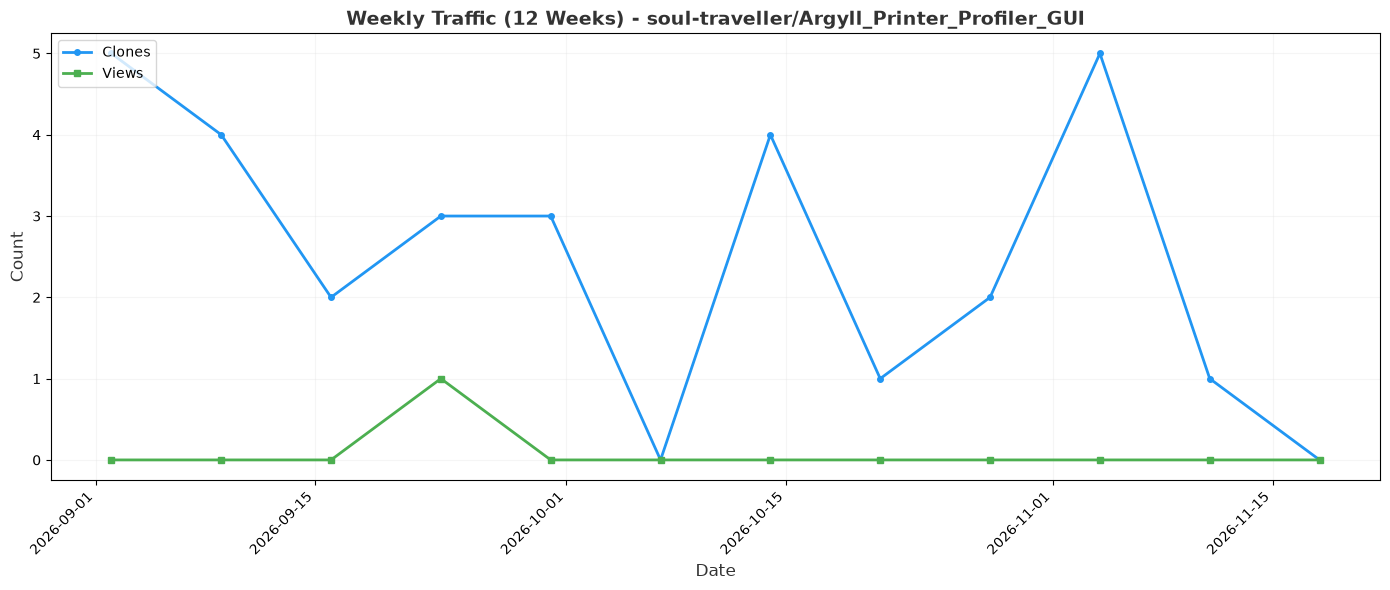 Weekly Traffic (12 Weeks) - soul-traveller/Argyll_Printer_Profiler_GUI
Clones
Views
Count
5
4
3
2
1
0
2026-09-01
2026-09-15
2026-10-01
2026-10-15
2026-11-01
2026-11-15
Date